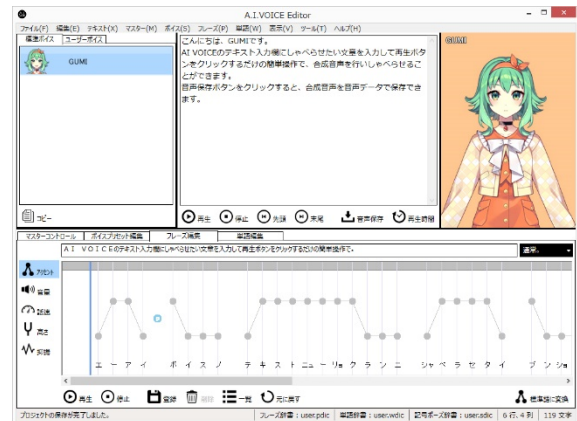 A.I.VOICE Editor
ファイル(F) 編集(E) テキスト(X) マスター(M) ボイス(S) フレーズ(P) 単語(W) 表示(V) ツール(T) ヘルプ(H)
標準ボイス ユーザーボイス
GUMI
こんにちは、GUMIです。
AI VOICEのテキスト入力欄にしゃべらせたい文章を入力して再生ボタ
ンをクリックするだけの簡単操作で、合成音声を行いしゃべらせるこ
とができます。
音声保存ボタンをクリックすると、合成音声を音声データで保存でき
ます。
GUMI
コピー
再生 停止 先頭 末尾 音声保存 再生時間
マスターコントロール ボイスプリセット編集 フレーズ編集 単語編集
AI VOICEのテキスト入力欄にしゃべらせたい文章を入力して再生ボタンをクリックするだけの簡単操作で、
通常。
アクセント
音量
話速
高さ
抑揚
エ ー ア イ ボ イ ス ノ テ キ ス ト ニュ ー リョ ク ラ ン ニ シャ ベ ラ セ タ イ ブ ン ショ
再生 停止 登録 削除 一覧 元に戻す 標準語に変換
プロジェクトの保存が完了しました。 フレーズ辞書：user.pdic 単語辞書：user.wdic 記号ポーズ辞書：user.sdic 6 行、4 列 119 文字